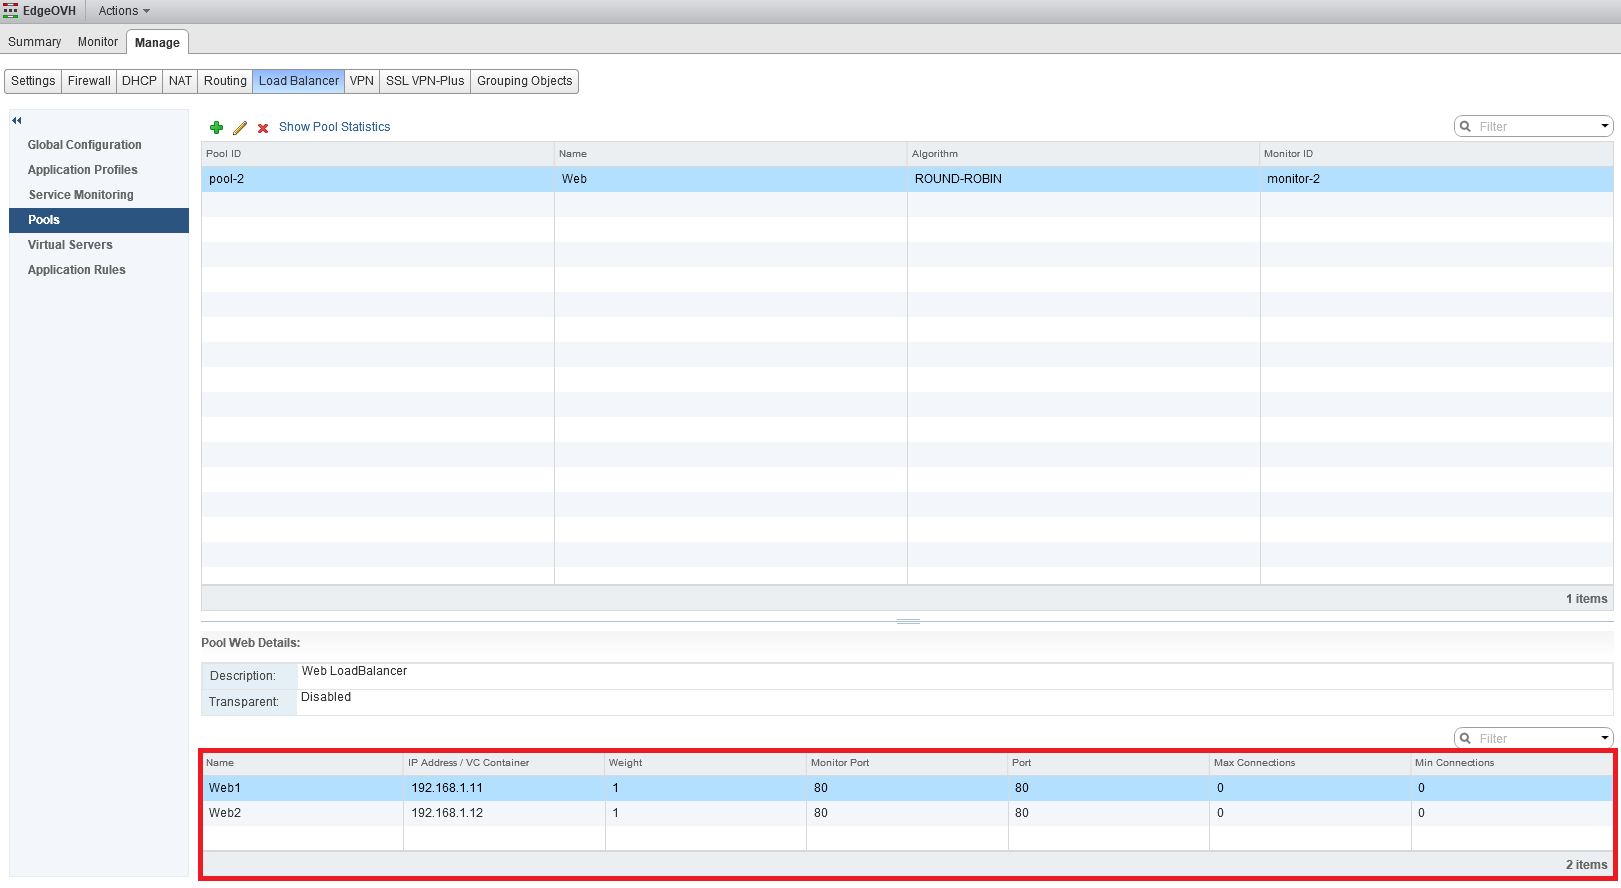 EdgeOVH Actions
Summary Monitor Manage
Settings Firewall DHCP NAT Routing Load Balancer VPN SSL VPN-Plus Grouping Objects
Global Configuration
Application Profiles
Service Monitoring
Pools
Virtual Servers
Application Rules
Show Pool Statistics Filter
Pool ID Name Algorithm Monitor ID
pool-2 Web ROUND-ROBIN monitor-2
1 items
Pool Web Details:
Description: Web LoadBalancer
Transparent: Disabled
Filter
Name IP Address / VC Container Weight Monitor Port Port Max Connections Min Connections
Web1 192.168.1.11 1 80 80 0 0
Web2 192.168.1.12 1 80 80 0 0
2 items